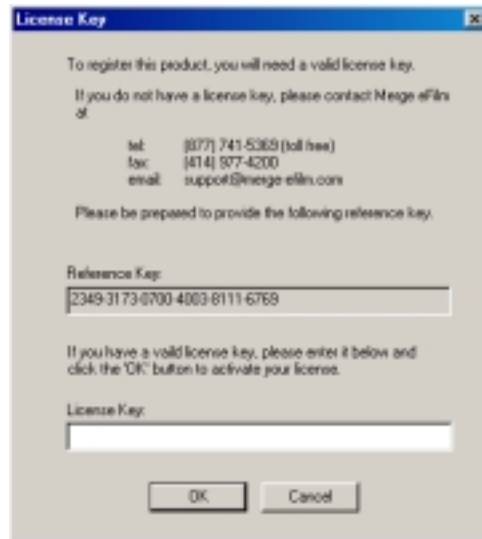 License Key
To register this product, you will need a valid license key.
If you do not have a license key, please contact Merge eFilm
at
tel: (877) 741-5369 (toll free)
fax: (414) 977-4200
email: support@merge-efilm.com
Please be prepared to provide the following reference key.
Reference Key:
2349-3173-0700-4003-8111-6769
If you have a vaild license key, please enter it below and
click the 'OK' button to activate your license.
License Key:
OK Cancel